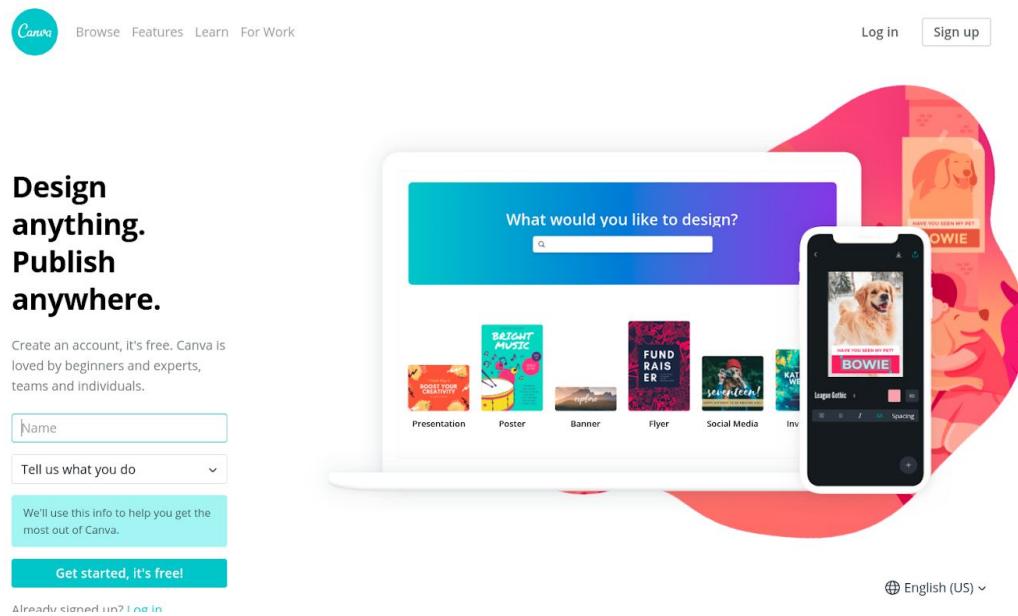 Canva
Browse Features Learn For Work
Log in
Sign up
Design
anything.
Publish
anywhere.
Create an account, it's free. Canva is
loved by beginners and experts,
teams and individuals.
Name
Tell us what you do
We'll use this info to help you get the
most out of Canva.
Get started, it's free!
Already signed up? Log in
What would you like to design?
BOOST YOUR
CREATIVITY
Presentation
BRIGHT
MUSIC
Poster
explore
Banner
FUND
RAIS
ER
Flyer
seventeen!
Social Media
KAT
WE
Inv
HAVE YOU SEEN MY PET?
BOWIE
HAVE YOU SEEN MY PET?
BOWIE
League Gothic
I
AA
Spacing
English (US)